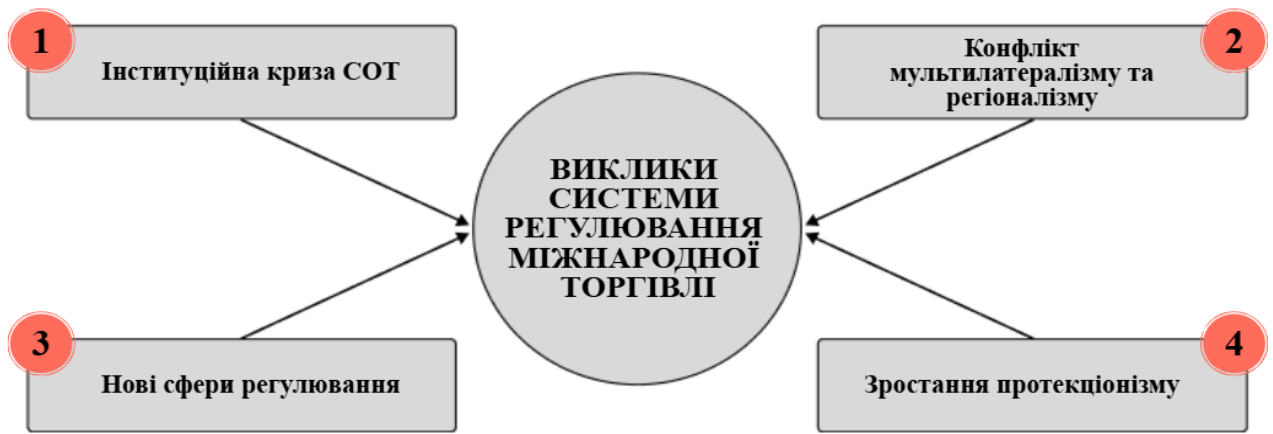 1
Інституційна криза СОТ
2
Конфлікт
мультилатералізму та
регіоналізму
ВИКЛИКИ
СИСТЕМИ
РЕГУЛЮВАННЯ
МІЖНАРОДНОЇ
ТОРГІВЛІ
3
Нові сфери регулювання
4
Зростання протекціонізму